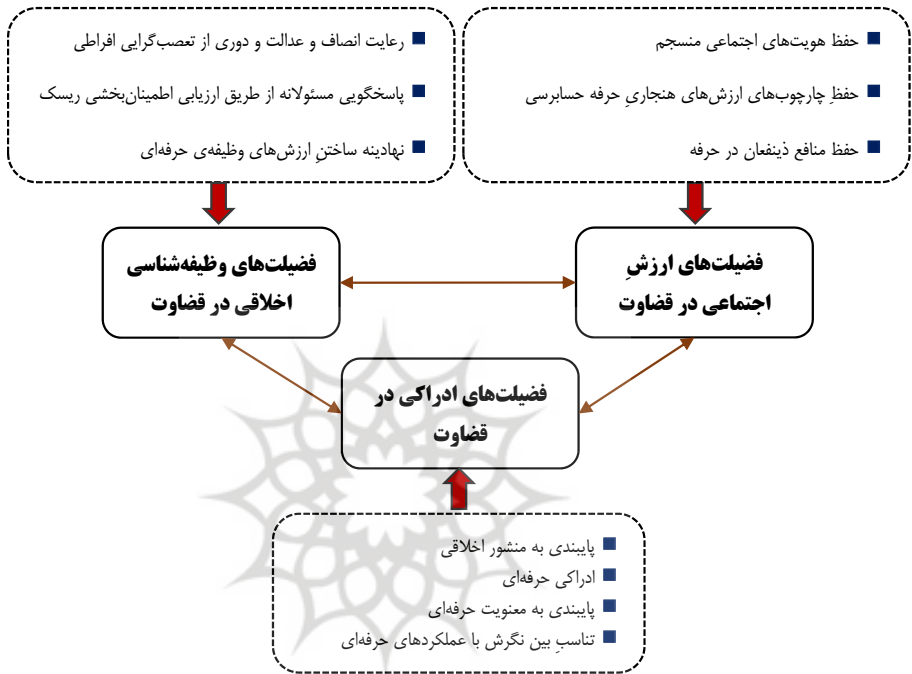 حفظ هویت‌های اجتماعی منسجم
حفظِ چارچوب‌های ارزش‌های هنجاریِ حرفه حسابرسی
حفظ منافع ذینفعان در حرفه
رعایت انصاف و عدالت و دوری از تعصب‌گرایی افراطی
پاسخگویی مسئولانه از طریق ارزیابی اطمینان‌بخشی ریسک
نهادینه ساختنِ ارزش‌های وظیفه‌ی حرفه‌ای
فضیلت‌های ارزشِ
اجتماعی در قضاوت
فضیلت‌های وظیفه‌شناسی
اخلاقی در قضاوت
فضیلت‌های ادراکی در
قضاوت
پایبندی به منشور اخلاقی
ادراکی حرفه‌ای
پایبندی به معنویت حرفه‌ای
تناسبِ بین نگرش با عملکردهای حرفه‌ای